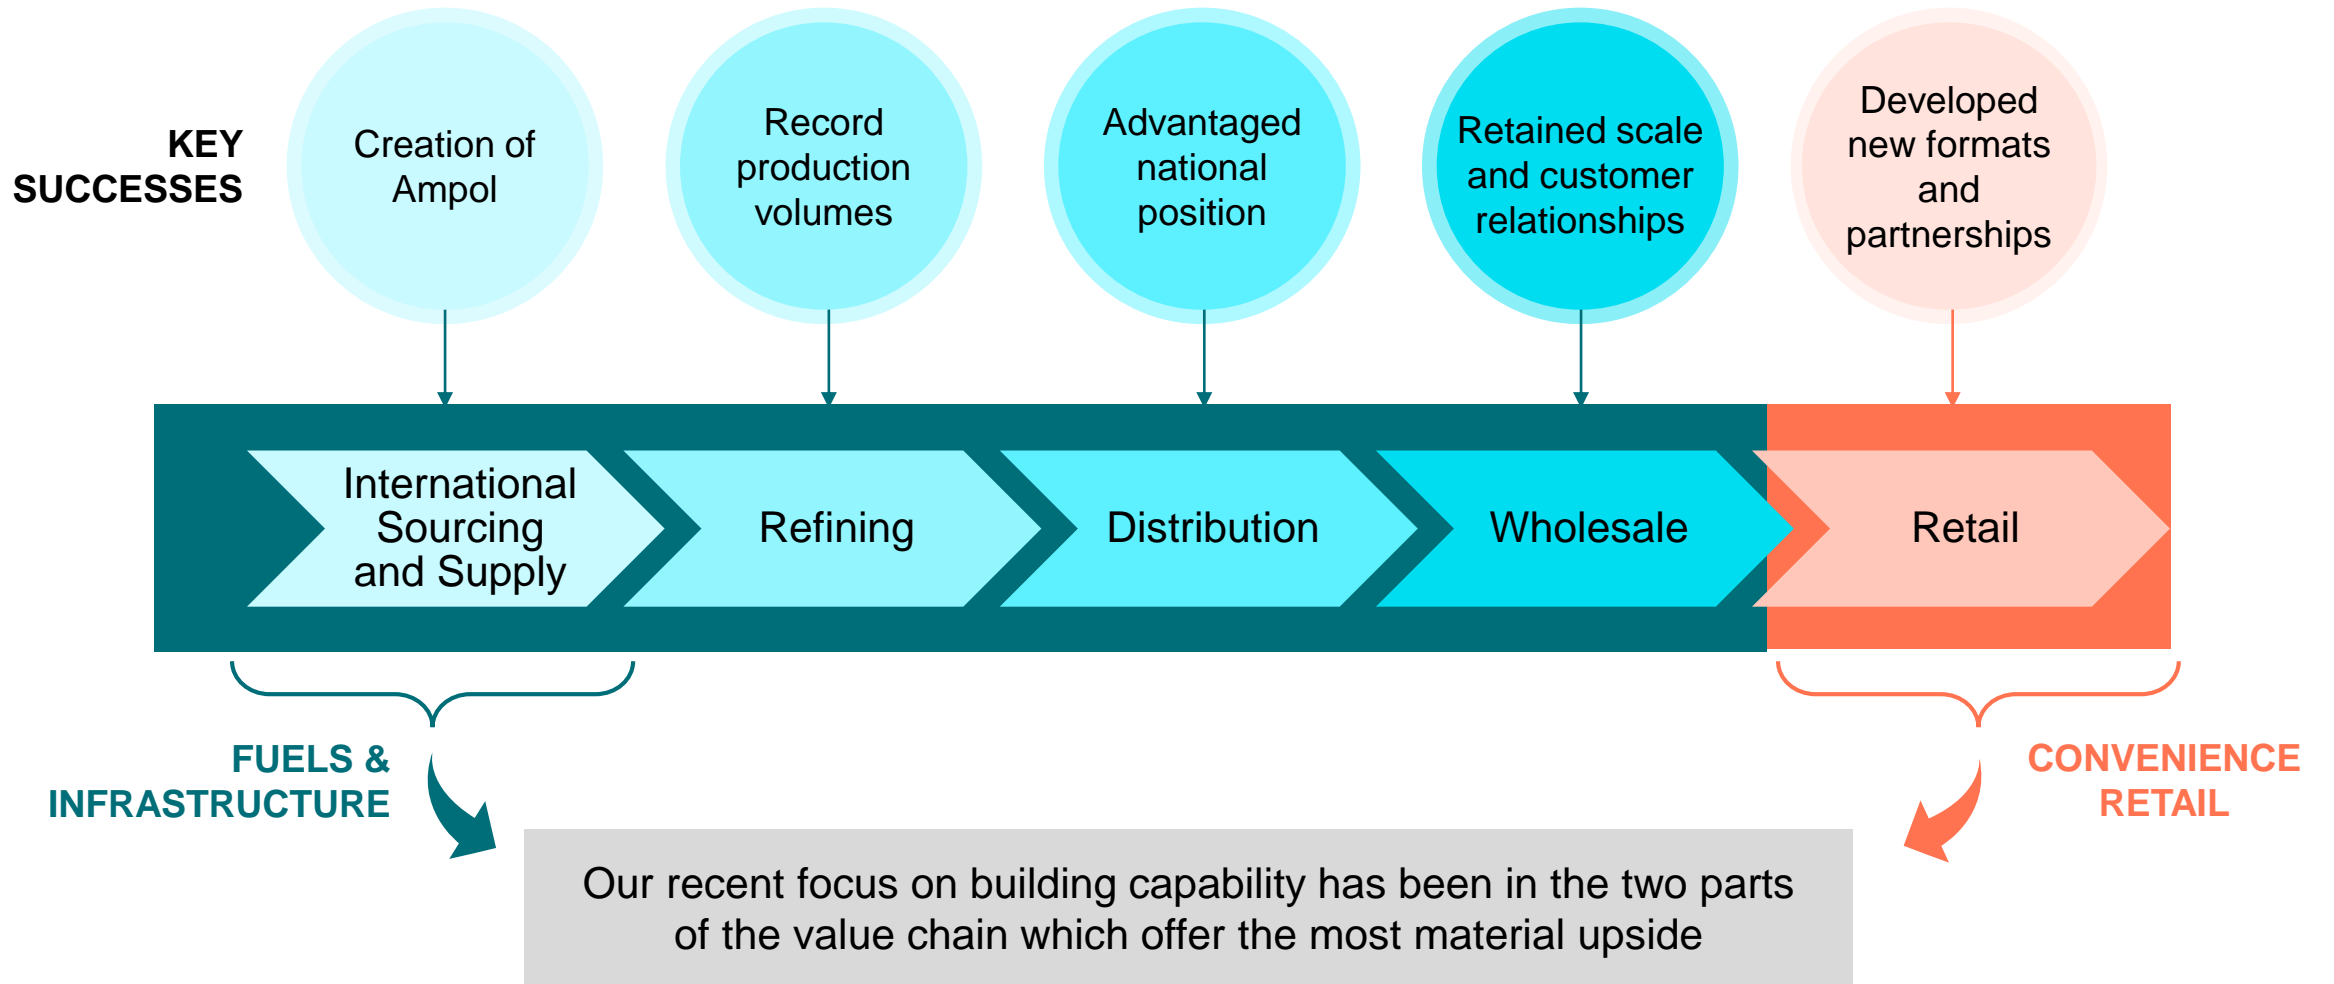 KEY
SUCCESSES
Creation of
Ampol
Record
production
volumes
Advantaged
national
position
Retained scale
and customer
relationships
Developed
new formats
and
partnerships
International
Sourcing
and Supply
Refining
Distribution
Wholesale
Retail
FUELS &
INFRASTRUCTURE
CONVENIENCE
RETAIL
Our recent focus on building capability has been in the two parts
of the value chain which offer the most material upside